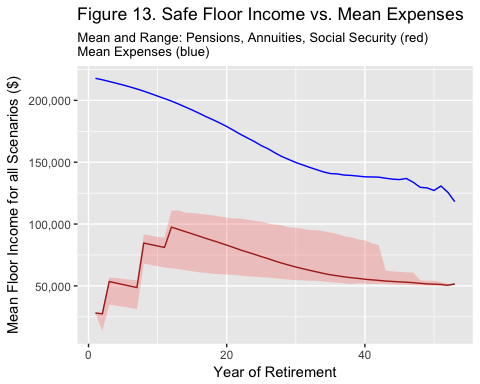 Figure 13. Safe Floor Income vs. Mean Expenses
Mean and Range: Pensions, Annuities, Social Security (red)
Mean Expenses (blue)
Mean Floor Income for all Scenarios ($)
200,000
150,000
100,000
50,000
0
20
40
Year of Retirement